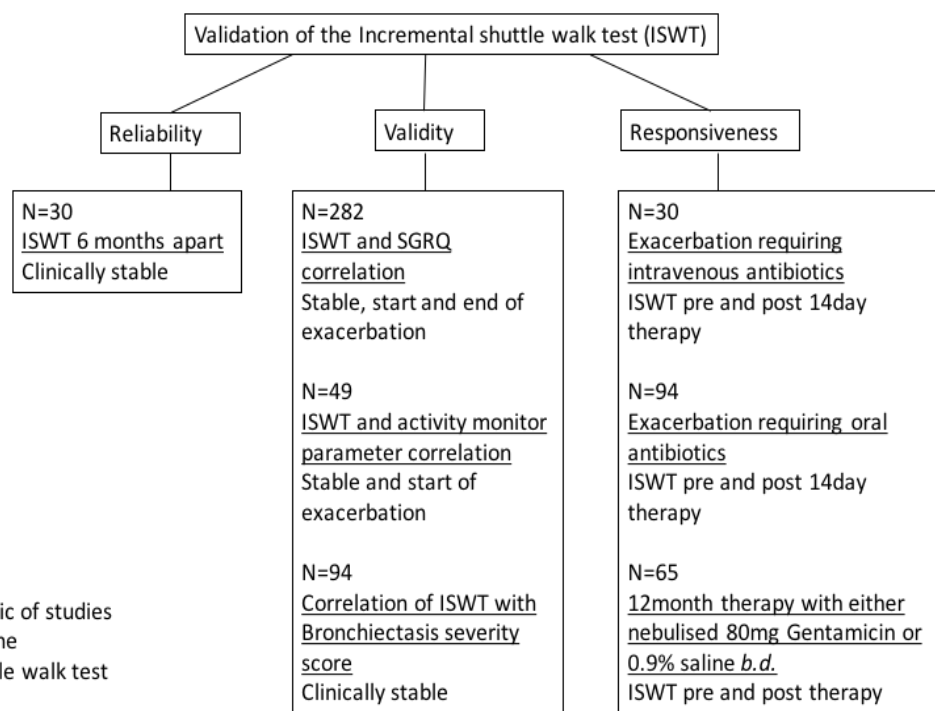 Validation of the Incremental shuttle walk test (ISWT)
Reliability
Validity
Responsiveness
N=30
ISWT 6 months apart
Clinically stable
N=282
ISWT and SGRQ
correlation
Stable, start and end of
exacerbation
N=49
ISWT and activity monitor
parameter correlation
Stable and start of
exacerbation
N=94
Correlation of ISWT with
Bronchiectasis severity
score
Clinically stable
N=30
Exacerbation requiring
intravenous antibiotics
ISWT pre and post 14day
therapy
N=94
Exacerbation requiring oral
antibiotics
ISWT pre and post 14day
therapy
N=65
12month therapy with either
nebulised 80mg Gentamicin or
0.9% saline b.d.
ISWT pre and post therapy
of studies
walk test